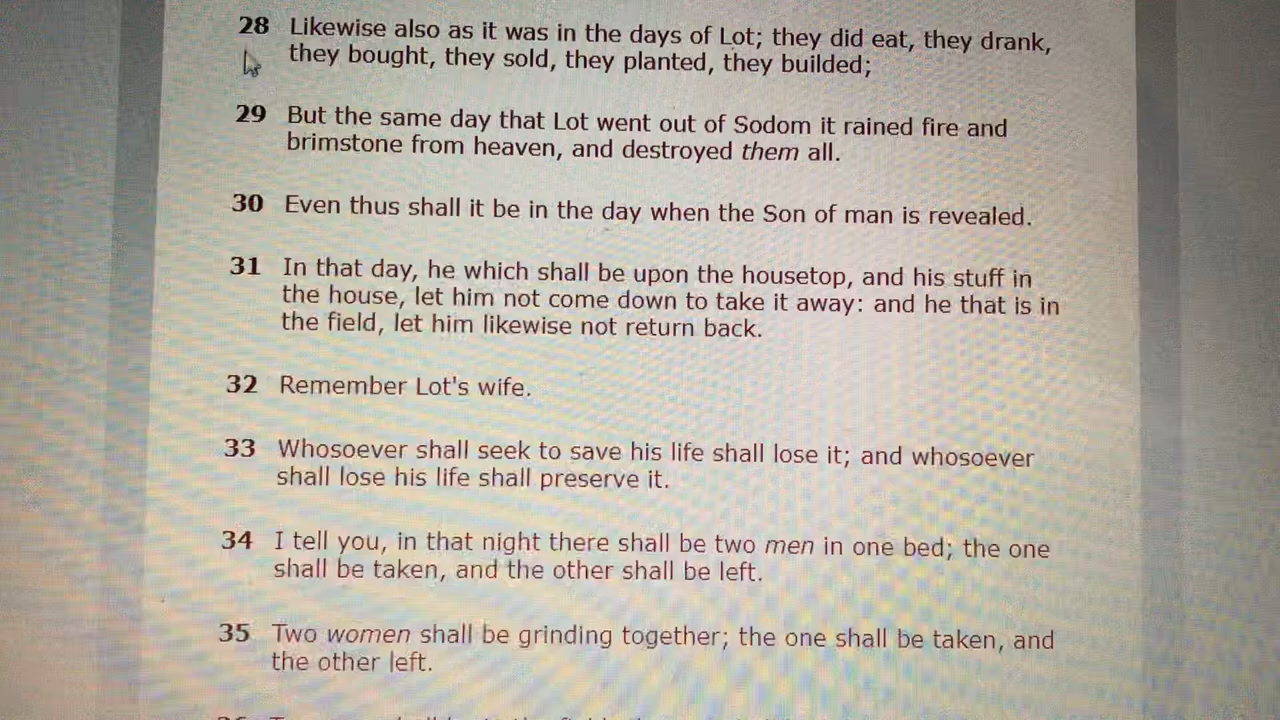 28 Likewise also as it was in the days of Lot; they did eat, they drank,
they bought, they sold, they planted, they builded;
29 But the same day that Lot went out of Sodom it rained fire and
brimstone from heaven, and destroyed them all.
30 Even thus shall it be in the day when the Son of man is revealed.
31 In that day, he which shall be upon the housetop, and his stuff in
the house, let him not come down to take it away: and he that is in
the field, let him likewise not return back.
32 Remember Lot's wife.
33 Whosoever shall seek to save his life shall lose it; and whosoever
shall lose his life shall preserve it.
34 I tell you, in that night there shall be two men in one bed; the one
shall be taken, and the other shall be left.
35 Two women shall be grinding together; the one shall be taken, and
the other left.